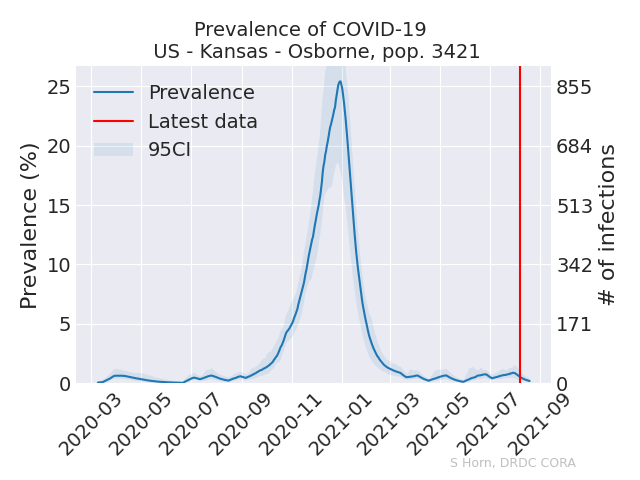 Prevalence of COVID-19
US - Kansas - Osborne, pop. 3421
Prevalence
Latest data
95CI
Prevalence (%)
25
20
15
10
5
0
855
684
513
342
171
0
# of infections
2020-03
2020-05
2020-07
2020-09
2020-11
2021-01
2021-03
2021-05
2021-07
2021-09
S Horn, DRDC CORA